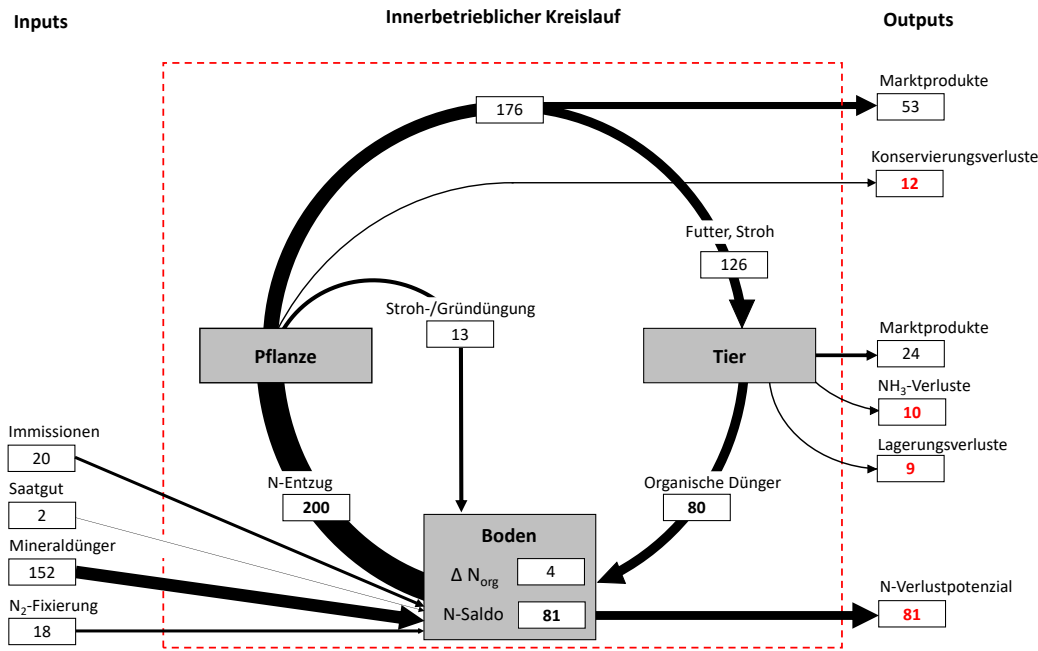 Inputs
Innerbetrieblicher Kreislauf
Outputs
Marktprodukte
53
176
Konservierungsverluste
12
Futter, Stroh
126
Stroh-/Gründüngung
13
Pflanze
Tier
Marktprodukte
24
NH₃-Verluste
10
Lagerungsverluste
9
Immissionen
20
Saatgut
2
Mineraldünger
152
N₂-Fixierung
18
N-Entzug
200
Organische Dünger
80
Boden
Δ Norg 4
N-Saldo 81
N-Verlustpotenzial
81